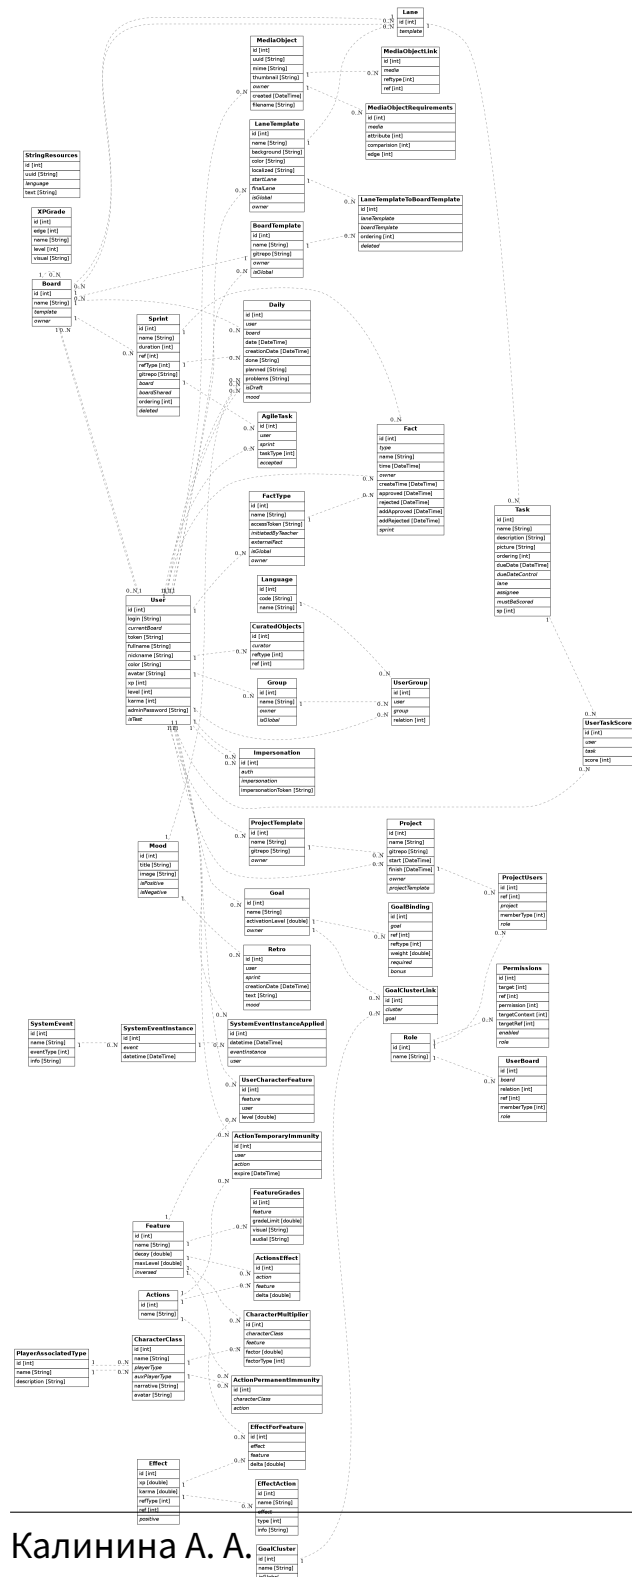 Lane
id [int]
template
MediaObject
id [int]
uuid [String]
mime [String]
thumbnail [String]
owner
created [DateTime]
filename [String]
MediaObjectLink
id [int]
media
reftype [int]
ref [int]
MediaObjectRequirements
id [int]
media
attribute [int]
comparision [int]
edge [int]
LaneTemplate
id [int]
name [String]
background [String]
color [String]
localized [String]
startLane
finalLane
isGlobal
owner
StringResources
id [int]
uuid [String]
language
text [String]
LaneTemplateToBoardTemplate
id [int]
laneTemplate
boardTemplate
ordering [int]
deleted
XPGrade
id [int]
edge [int]
name [String]
level [int]
visual [String]
BoardTemplate
id [int]
name [String]
gitrepo [String]
owner
isGlobal
Board
id [int]
name [String]
template
owner
Sprint
id [int]
name [String]
duration [int]
ref [int]
refType [int]
gitrepo [String]
board
boardShared
ordering [int]
deleted
Daily
id [int]
user
board
date [DateTime]
creationDate [DateTime]
done [String]
planned [String]
problems [String]
isDraft
mood
AgileTask
id [int]
user
sprint
taskType [int]
accepted
Fact
id [int]
type
name [String]
time [DateTime]
owner
createTime [DateTime]
approved [DateTime]
rejected [DateTime]
addApproved [DateTime]
addRejected [DateTime]
sprint
FactType
id [int]
name [String]
accessToken [String]
initiatedByTeacher
externalFact
isGlobal
owner
Task
id [int]
name [String]
description [String]
picture [String]
ordering [int]
dueDate [DateTime]
dueDateControl
lane
assignee
mustBeScored
sp [int]
Language
id [int]
code [String]
name [String]
User
id [int]
login [String]
currentBoard
token [String]
fullname [String]
nickname [String]
color [String]
avatar [String]
xp [int]
level [int]
karma [int]
adminPassword [String]
isTest
CuratedObjects
id [int]
curator
reftype [int]
ref [int]
Group
id [int]
name [String]
owner
isGlobal
UserGroup
id [int]
user
group
relation [int]
UserTaskScore
id [int]
user
task
score [int]
Impersonation
id [int]
auth
impersonation
impersonationToken [String]
ProjectTemplate
id [int]
name [String]
gitrepo [String]
owner
Project
id [int]
name [String]
gitrepo [String]
start [DateTime]
finish [DateTime]
owner
projectTemplate
Mood
id [int]
title [String]
image [String]
isPositive
isNegative
ProjectUsers
id [int]
ref [int]
project
memberType [int]
role
Goal
id [int]
name [String]
activationLevel [double]
owner
GoalBinding
id [int]
goal
ref [int]
reftype [int]
weight [double]
required
bonus
Retro
id [int]
user
sprint
creationDate [DateTime]
text [String]
mood
Permissions
id [int]
target [int]
ref [int]
permission [int]
targetContext [int]
targetRef [int]
enabled
role
GoalClusterLink
id [int]
cluster
goal
SystemEvent
id [int]
name [String]
eventType [int]
info [String]
SystemEventInstance
id [int]
event
datetime [DateTime]
SystemEventInstanceApplied
id [int]
datetime [DateTime]
eventInstance
user
Role
id [int]
name [String]
UserBoard
id [int]
board
relation [int]
ref [int]
memberType [int]
role
UserCharacterFeature
id [int]
feature
user
level [double]
ActionTemporaryImmunity
id [int]
user
action
expire [DateTime]
FeatureGrades
id [int]
feature
gradeLimit [double]
visual [String]
audial [String]
Feature
id [int]
name [String]
decay [double]
maxLevel [double]
inversed
ActionsEffect
id [int]
action
feature
delta [double]
Actions
id [int]
name [String]
CharacterMultiplier
id [int]
characterClass
feature
factor [double]
factorType [int]
PlayerAssociatedType
id [int]
name [String]
description [String]
CharacterClass
id [int]
name [String]
playerType
auxPlayerType
narrative [String]
avatar [String]
ActionPermanentImmunity
id [int]
characterClass
action
EffectForFeature
id [int]
effect
feature
delta [double]
Effect
id [int]
xp [double]
karma [double]
refType [int]
ref [int]
positive
EffectAction
id [int]
name [String]
effect
type [int]
info [String]
Калинина А. А.
GoalCluster
id [int]
name [String]